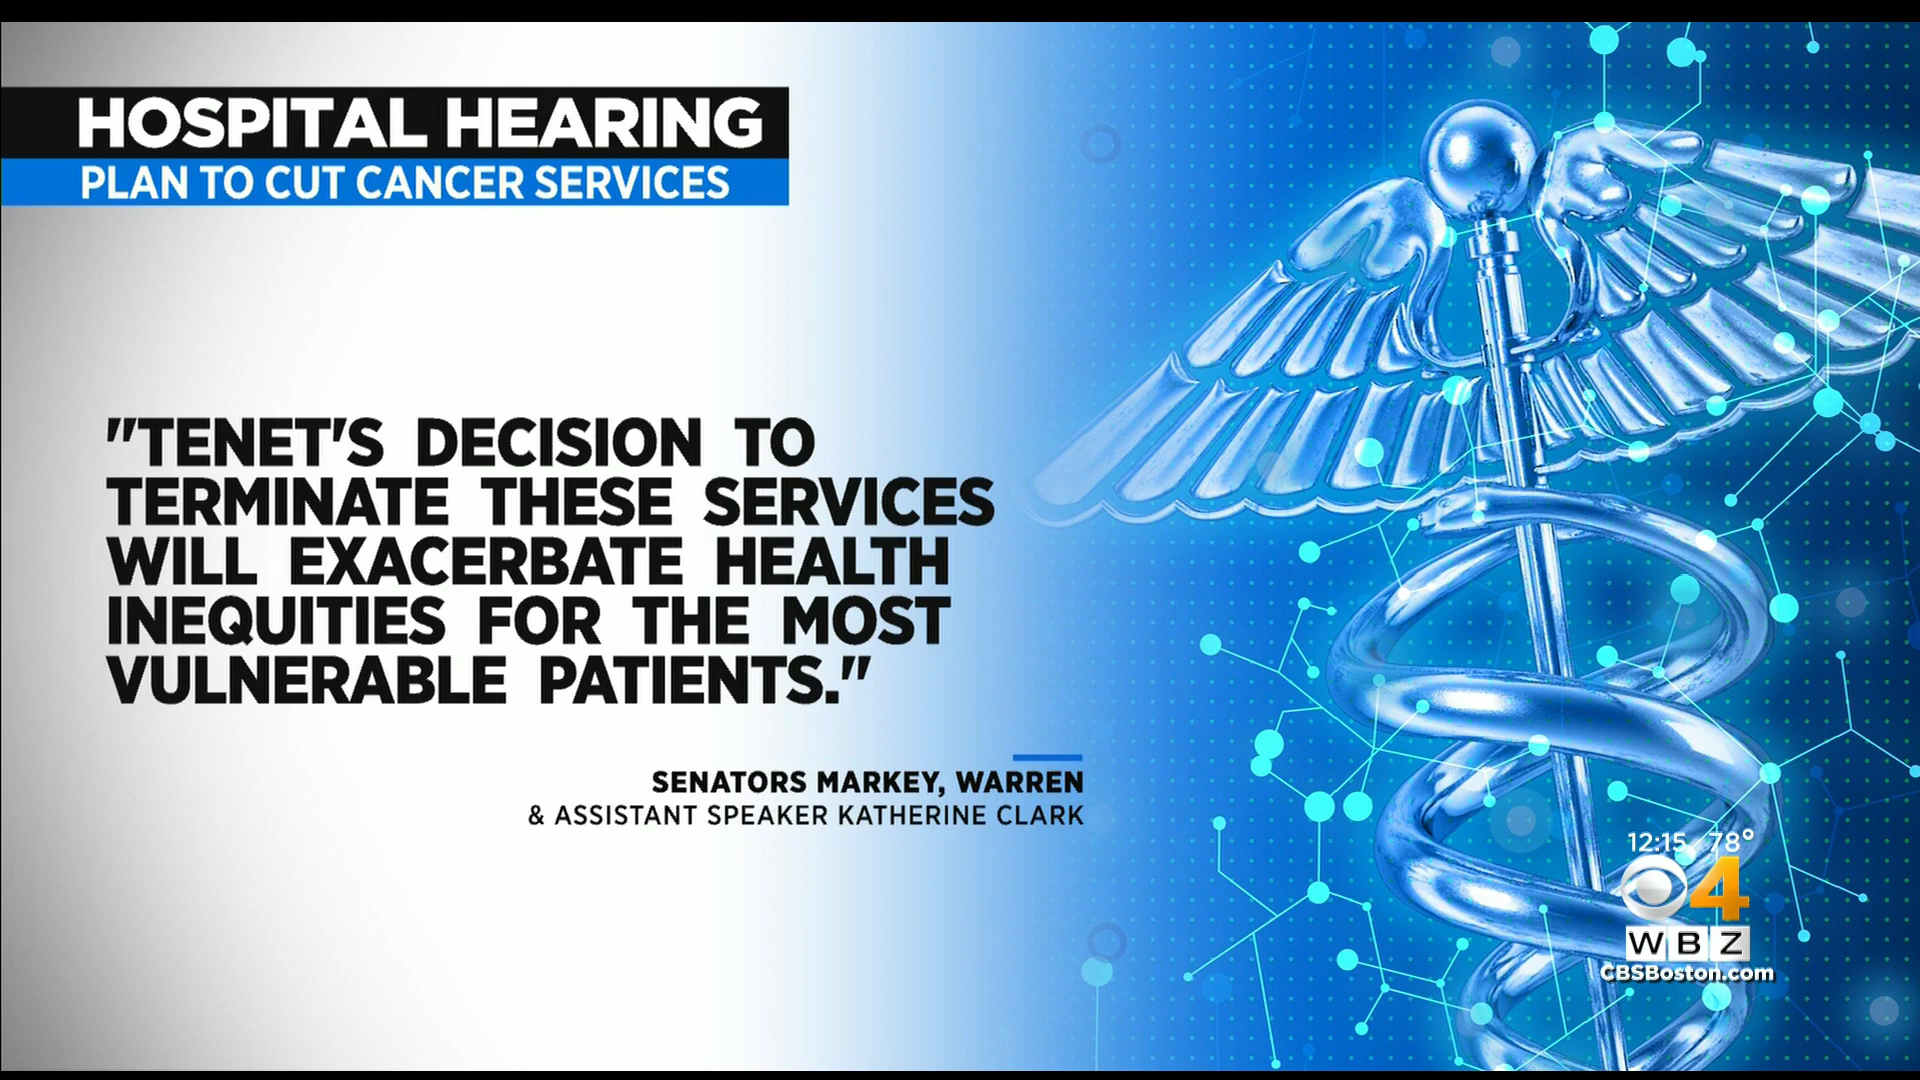 HOSPITAL HEARING
PLAN TO CUT CANCER SERVICES
"TENET'S DECISION TO
TERMINATE THESE SERVICES
WILL EXACERBATE HEALTH
INEQUITIES FOR THE MOST
VULNERABLE PATIENTS."
SENATORS MARKEY, WARREN
& ASSISTANT SPEAKER KATHERINE CLARK
12:15 78°
4
WBZ
CBSBoston.com